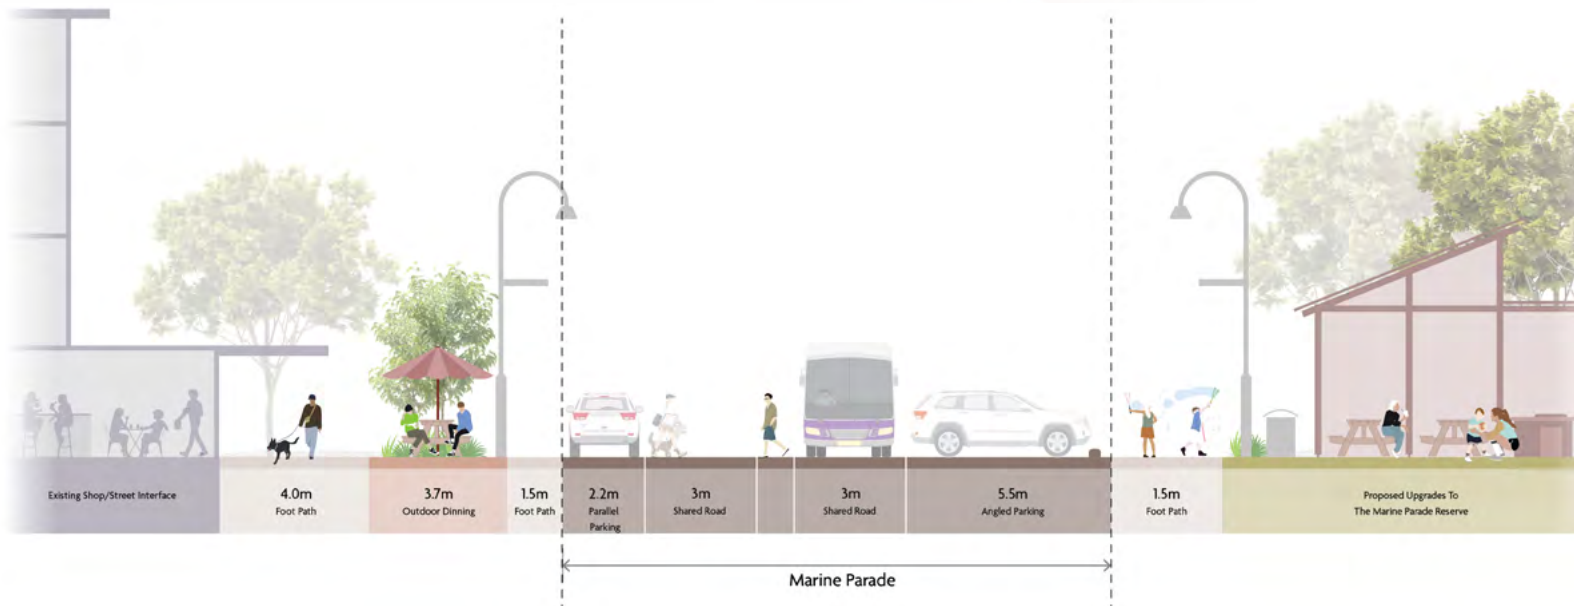 Existing Shop/Street Interface
4.0m
Foot Path
3.7m
Outdoor Dinning
1.5m
Foot Path
2.2m
Parallel
Parking
3m
Shared Road
3m
Shared Road
5.5m
Angled Parking
1.5m
Foot Path
Proposed Upgrades To
The Marine Parade Reserve
Marine Parade